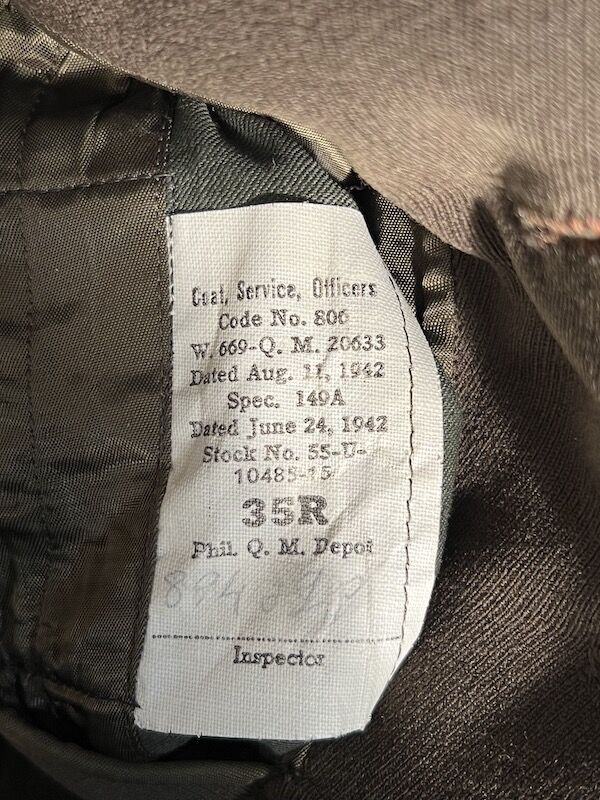 Coat, Service, Officers
Code No. 806
W. 669-Q. M. 20633
Dated Aug. 11, 1942
Spec. 149A
Dated June 24, 1942
Stock No. 55-U-
10485-15
35R
Phil. Q. M. Depot
894
Inspector